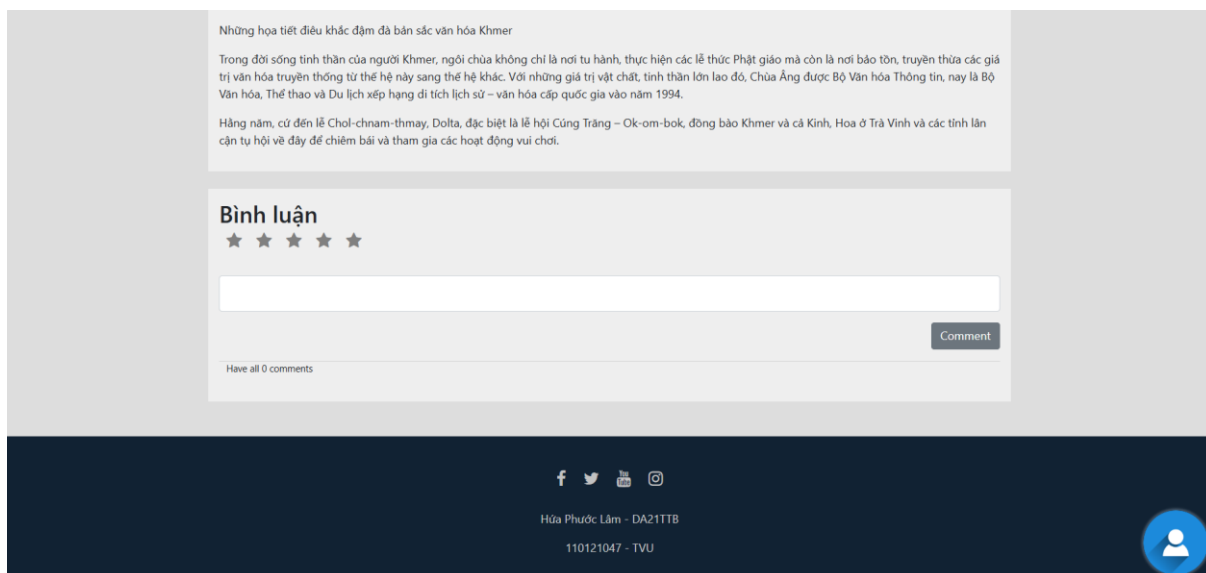 Những họa tiết điêu khắc đậm đà bản sắc văn hóa Khmer
Trong đời sống tinh thần của người Khmer, ngôi chùa không chỉ là nơi tu hành, thực hiện các lễ thức Phật giáo mà còn là nơi bảo tồn, truyền thừa các giá
trị văn hóa truyền thống từ thế hệ này sang thế hệ khác. Với những giá trị vật chất, tinh thần lớn lao đó, Chùa Âng được Bộ Văn hóa Thông tin, nay là Bộ
Văn hóa, Thể thao và Du lịch xếp hạng di tích lịch sử – văn hóa cấp quốc gia vào năm 1994.
Hằng năm, cứ đến lễ Chol-chnam-thmay, Dolta, đặc biệt là lễ hội Cúng Trăng – Ok-om-bok, đồng bào Khmer và cả Kinh, Hoa ở Trà Vinh và các tỉnh lân
cận tụ hội về đây để chiêm bái và tham gia các hoạt động vui chơi.
Bình luận
Comment
Have all 0 comments
You Tube
Hứa Phước Lâm - DA21TTB
110121047 - TVU